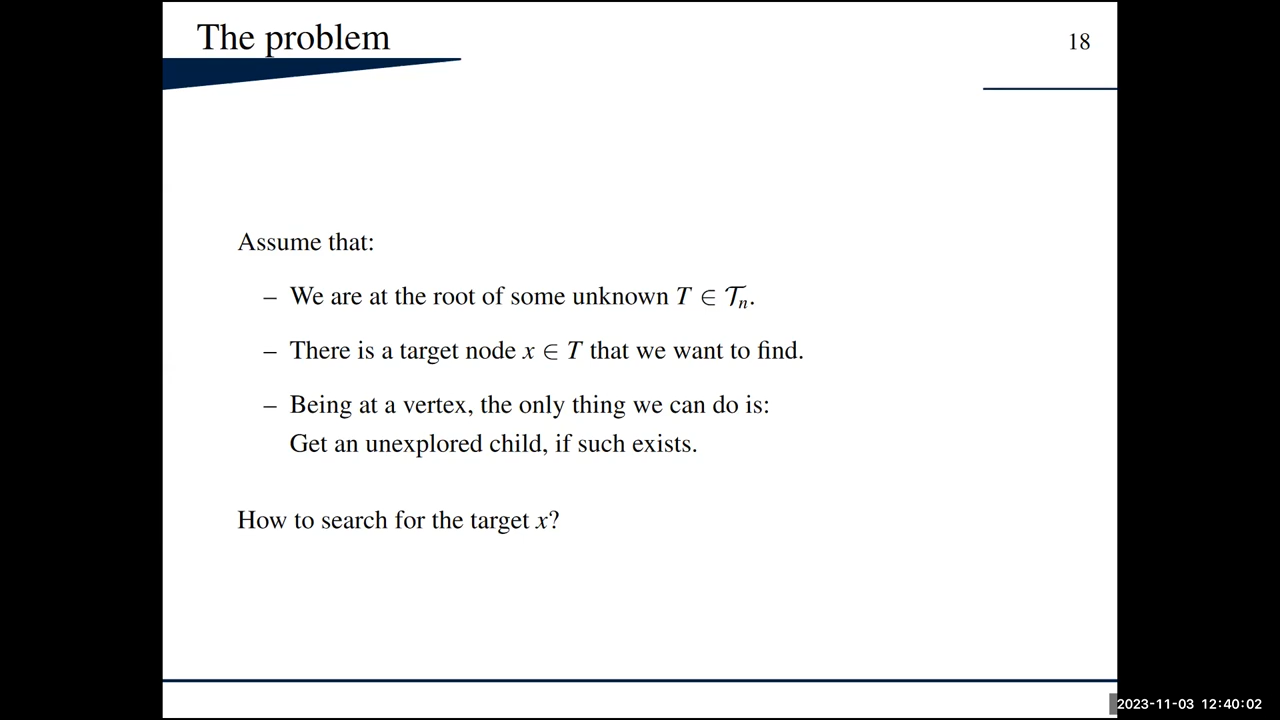 The problem
18
Assume that:
– We are at the root of some unknown T ∈ 𝒯ₙ.
– There is a target node x ∈ T that we want to find.
– Being at a vertex, the only thing we can do is:
Get an unexplored child, if such exists.
How to search for the target x?
2023-11-03 12:40:02